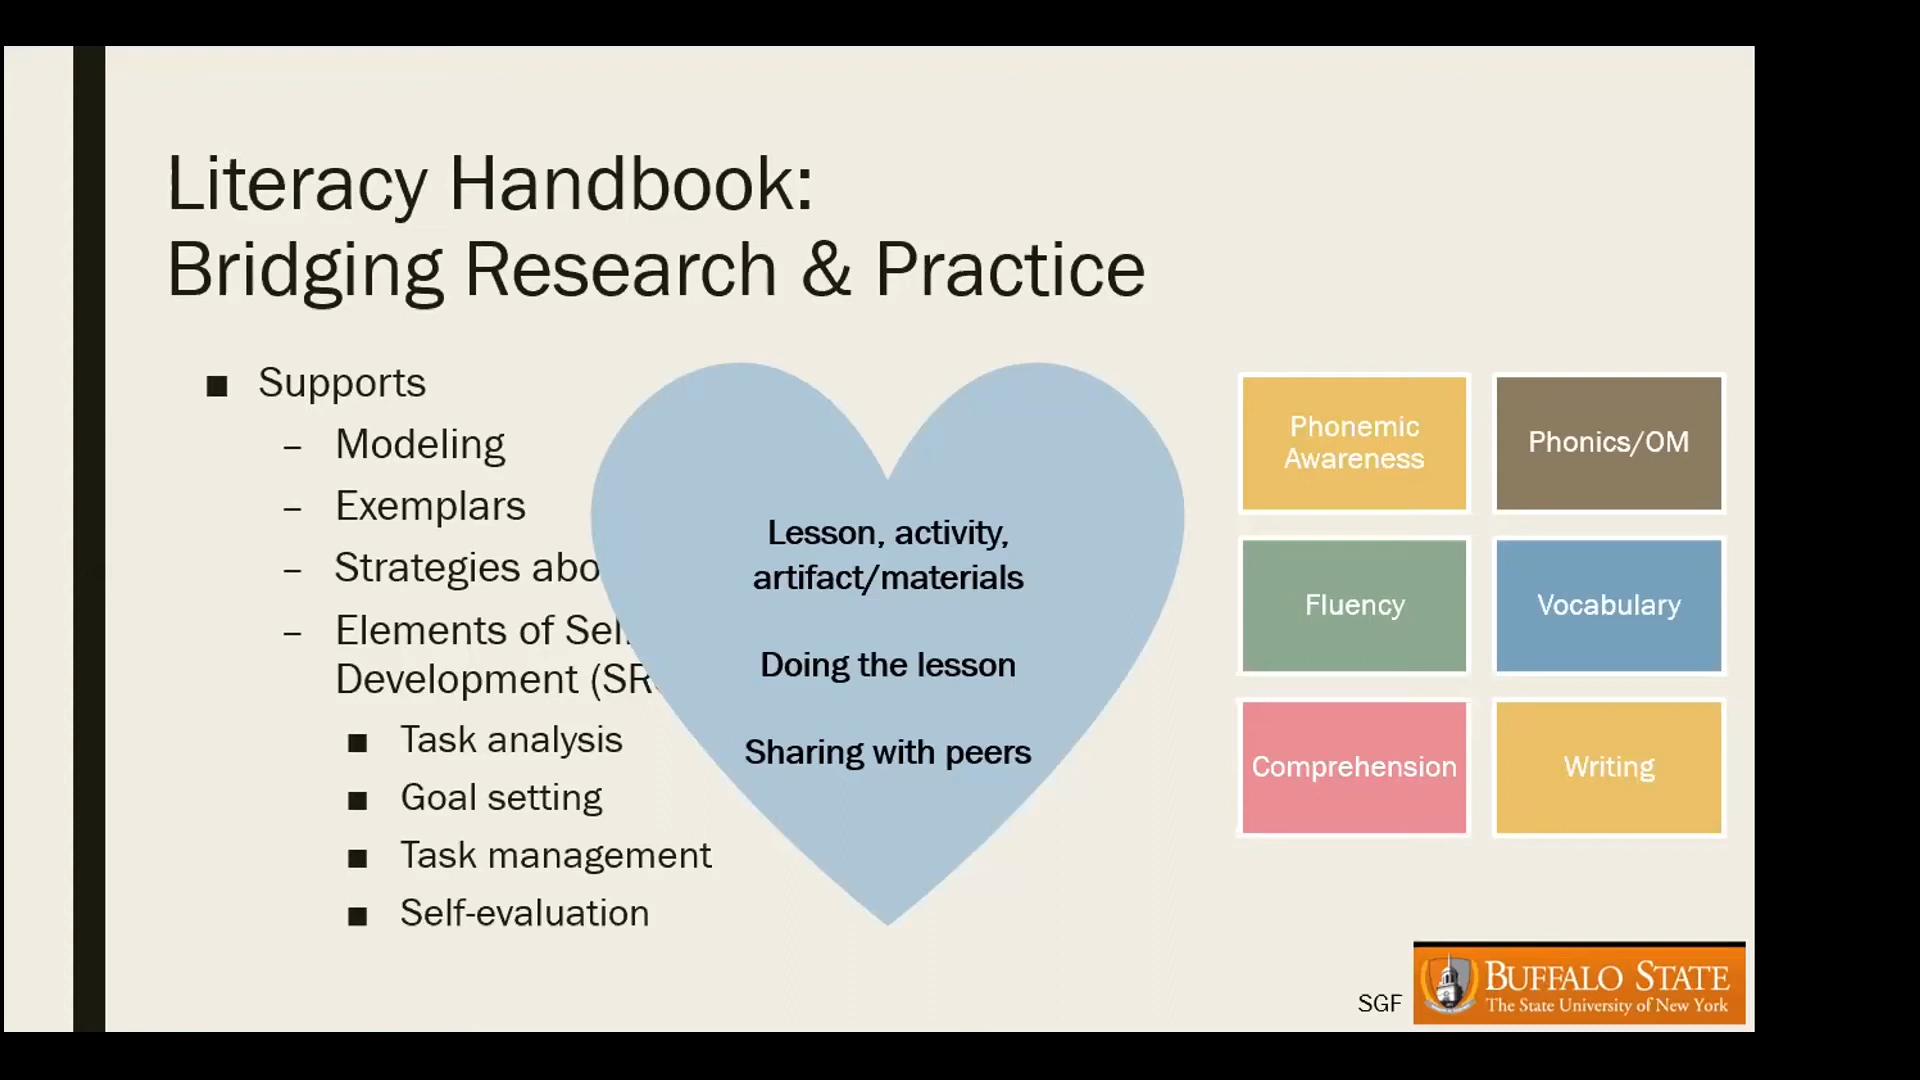 Literacy Handbook:
Bridging Research & Practice
■ Supports
– Modeling
– Exemplars
– Strategies abo
– Elements of Sel
Development (SR
■ Task analysis
■ Goal setting
■ Task management
■ Self-evaluation
Lesson, activity,
artifact/materials
Doing the lesson
Sharing with peers
Phonemic
Awareness
Phonics/OM
Fluency
Vocabulary
Comprehension
Writing
SGF
BUFFALO STATE
The State University of New York